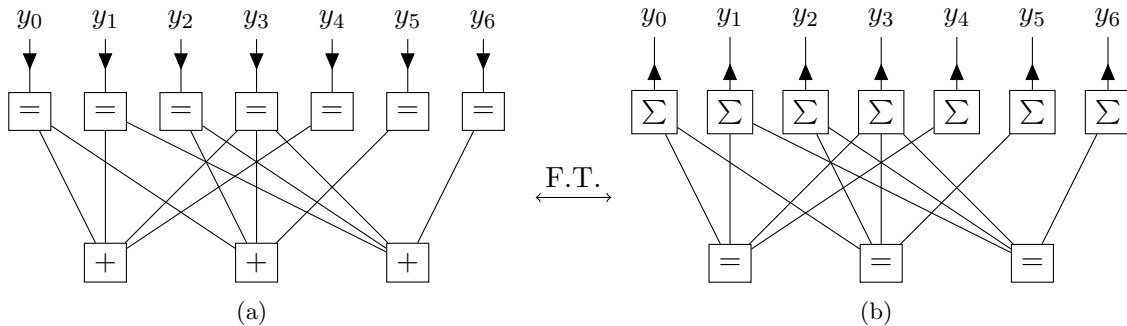 y₀ y₁ y₂ y₃ y₄ y₅ y₆ y₀ y₁ y₂ y₃ y₄ y₅ y₆
= = = = = = = Σ Σ Σ Σ Σ Σ Σ
F.T.
+ + + = = =
(a) (b)